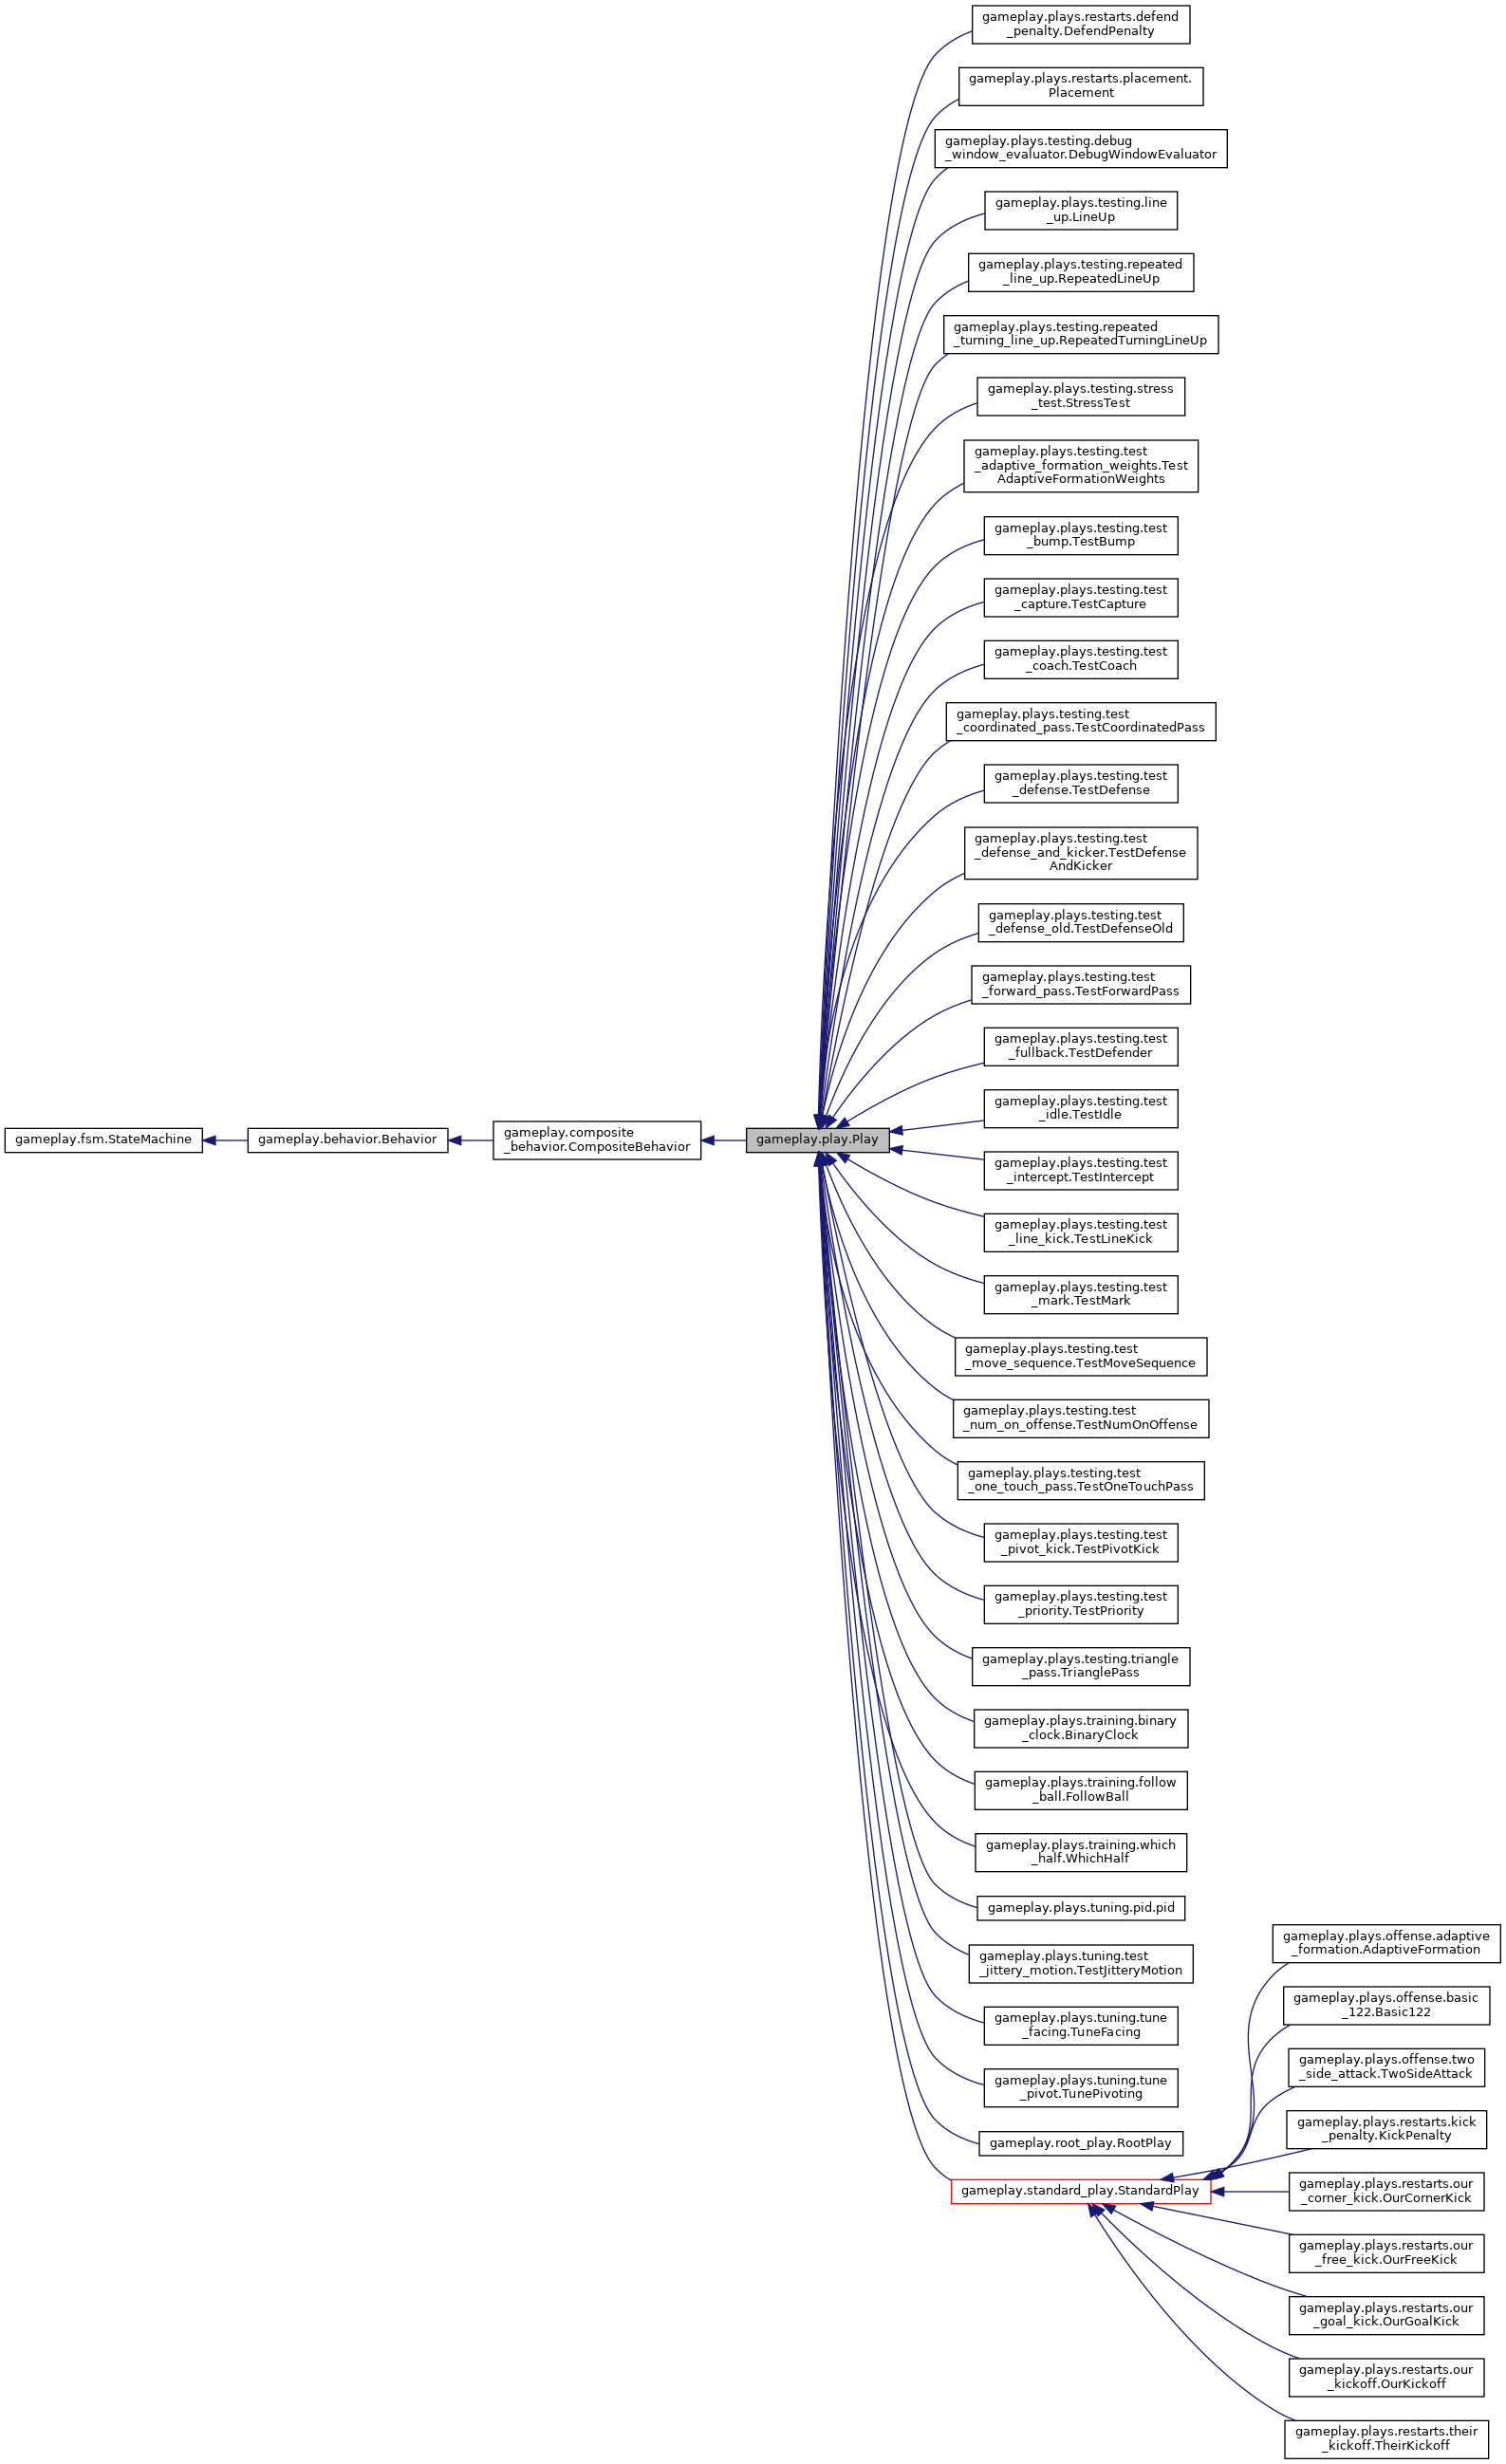 gameplay.plays.restarts.defend
_penalty.DefendPenalty
gameplay.plays.restarts.placement.
Placement
gameplay.plays.testing.debug
_window_evaluator.DebugWindowEvaluator
gameplay.plays.testing.line
_up.LineUp
gameplay.plays.testing.repeated
_line_up.RepeatedLineUp
gameplay.plays.testing.repeated
_turning_line_up.RepeatedTurningLineUp
gameplay.plays.testing.stress
_test.StressTest
gameplay.plays.testing.test
_adaptive_formation_weights.Test
AdaptiveFormationWeights
gameplay.plays.testing.test
_bump.TestBump
gameplay.plays.testing.test
_capture.TestCapture
gameplay.plays.testing.test
_coach.TestCoach
gameplay.plays.testing.test
_coordinated_pass.TestCoordinatedPass
gameplay.plays.testing.test
_defense.TestDefense
gameplay.plays.testing.test
_defense_and_kicker.TestDefense
AndKicker
gameplay.plays.testing.test
_defense_old.TestDefenseOld
gameplay.plays.testing.test
_forward_pass.TestForwardPass
gameplay.plays.testing.test
_fullback.TestDefender
gameplay.plays.testing.test
_idle.TestIdle
gameplay.fsm.StateMachine
gameplay.behavior.Behavior
gameplay.composite
_behavior.CompositeBehavior
gameplay.play.Play
gameplay.plays.testing.test
_intercept.TestIntercept
gameplay.plays.testing.test
_line_kick.TestLineKick
gameplay.plays.testing.test
_mark.TestMark
gameplay.plays.testing.test
_move_sequence.TestMoveSequence
gameplay.plays.testing.test
_num_on_offense.TestNumOnOffense
gameplay.plays.testing.test
_one_touch_pass.TestOneTouchPass
gameplay.plays.testing.test
_pivot_kick.TestPivotKick
gameplay.plays.testing.test
_priority.TestPriority
gameplay.plays.testing.triangle
_pass.TrianglePass
gameplay.plays.training.binary
_clock.BinaryClock
gameplay.plays.training.follow
_ball.FollowBall
gameplay.plays.training.which
_half.WhichHalf
gameplay.plays.tuning.pid.pid
gameplay.plays.tuning.test
_jittery_motion.TestJitteryMotion
gameplay.plays.tuning.tune
_facing.TuneFacing
gameplay.plays.tuning.tune
_pivot.TunePivoting
gameplay.root_play.RootPlay
gameplay.standard_play.StandardPlay
gameplay.plays.offense.adaptive
_formation.AdaptiveFormation
gameplay.plays.offense.basic
_122.Basic122
gameplay.plays.offense.two
_side_attack.TwoSideAttack
gameplay.plays.restarts.kick
_penalty.KickPenalty
gameplay.plays.restarts.our
_corner_kick.OurCornerKick
gameplay.plays.restarts.our
_free_kick.OurFreeKick
gameplay.plays.restarts.our
_goal_kick.OurGoalKick
gameplay.plays.restarts.our
_kickoff.OurKickoff
gameplay.plays.restarts.their
_kickoff.TheirKickoff